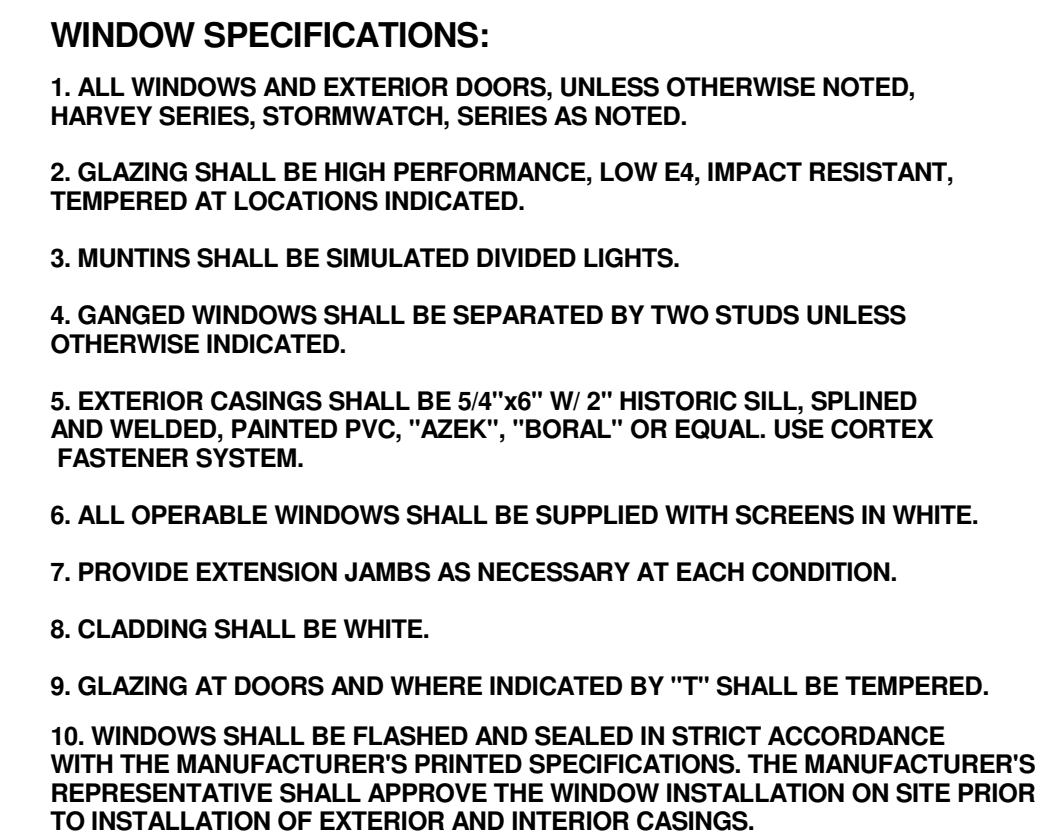 WINDOW SPECIFICATIONS:
1. ALL WINDOWS AND EXTERIOR DOORS, UNLESS OTHERWISE NOTED,
HARVEY SERIES, STORMWATCH, SERIES AS NOTED.
2. GLAZING SHALL BE HIGH PERFORMANCE, LOW E4, IMPACT RESISTANT,
TEMPERED AT LOCATIONS INDICATED.
3. MUNTINS SHALL BE SIMULATED DIVIDED LIGHTS.
4. GANGED WINDOWS SHALL BE SEPARATED BY TWO STUDS UNLESS
OTHERWISE INDICATED.
5. EXTERIOR CASINGS SHALL BE 5/4"x6" W/ 2" HISTORIC SILL, SPLINED
AND WELDED, PAINTED PVC, "AZEK", "BORAL" OR EQUAL. USE CORTEX
FASTENER SYSTEM.
6. ALL OPERABLE WINDOWS SHALL BE SUPPLIED WITH SCREENS IN WHITE.
7. PROVIDE EXTENSION JAMBS AS NECESSARY AT EACH CONDITION.
8. CLADDING SHALL BE WHITE.
9. GLAZING AT DOORS AND WHERE INDICATED BY "T" SHALL BE TEMPERED.
10. WINDOWS SHALL BE FLASHED AND SEALED IN STRICT ACCORDANCE
WITH THE MANUFACTURER'S PRINTED SPECIFICATIONS. THE MANUFACTURER'S
REPRESENTATIVE SHALL APPROVE THE WINDOW INSTALLATION ON SITE PRIOR
TO INSTALLATION OF EXTERIOR AND INTERIOR CASINGS.